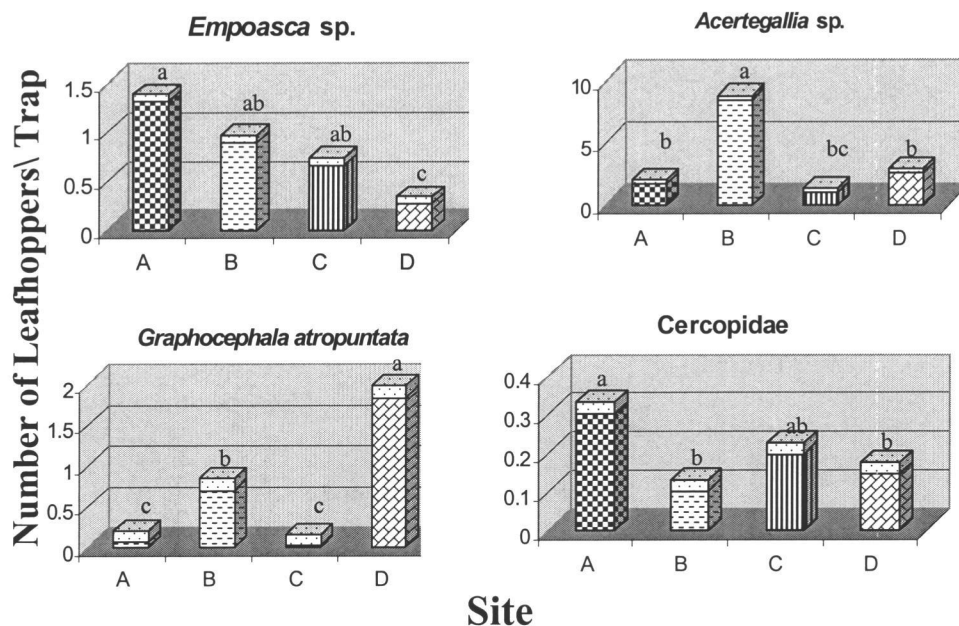 Number of Leafhoppers\ Trap
Empoasca sp.
1.5
1
0.5
0
a
ab
ab
c
A B C D
Acertegallia sp.
10
5
0
b
a
bc
b
A B C D
Graphocephala atropuntata
2
1.5
1
0.5
0
c
b
c
a
A B C D
Cercopidae
0.4
0.3
0.2
0.1
0
a
b
ab
b
A B C D
Site